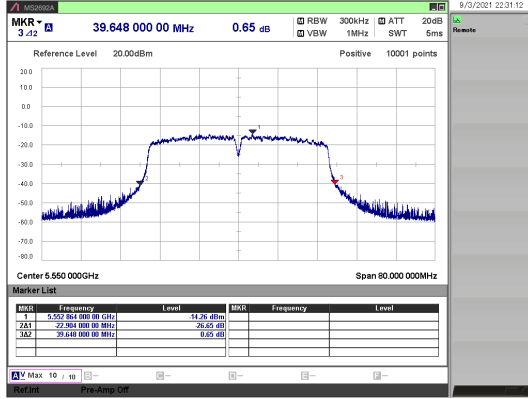 MS2692A
9/3/2021 22:31:12
MKR
3 ⊿2
A
39.648 000 00 MHz
0.65 dB
A RBW 300kHz
A VBW 1MHz
A ATT 20dB
SWT 5ms
Remote
Reference Level 20.00dBm
Positive 10001 points
20.0
10.0
0.0
-10.0
-20.0
-30.0
-40.0
-50.0
-60.0
-70.0
-80.0
1
2
3
Center 5.550 000GHz
Span 80.000 000MHz
Marker List
MKR Frequency Level MKR Frequency Level
1 5.552 864 000 00 GHz -14.26 dBm
2Δ1 -22.904 000 00 MHz -26.65 dB
3Δ2 39.648 000 00 MHz 0.65 dB
A Max 10 / 10
Ref.Int Pre-Amp Off